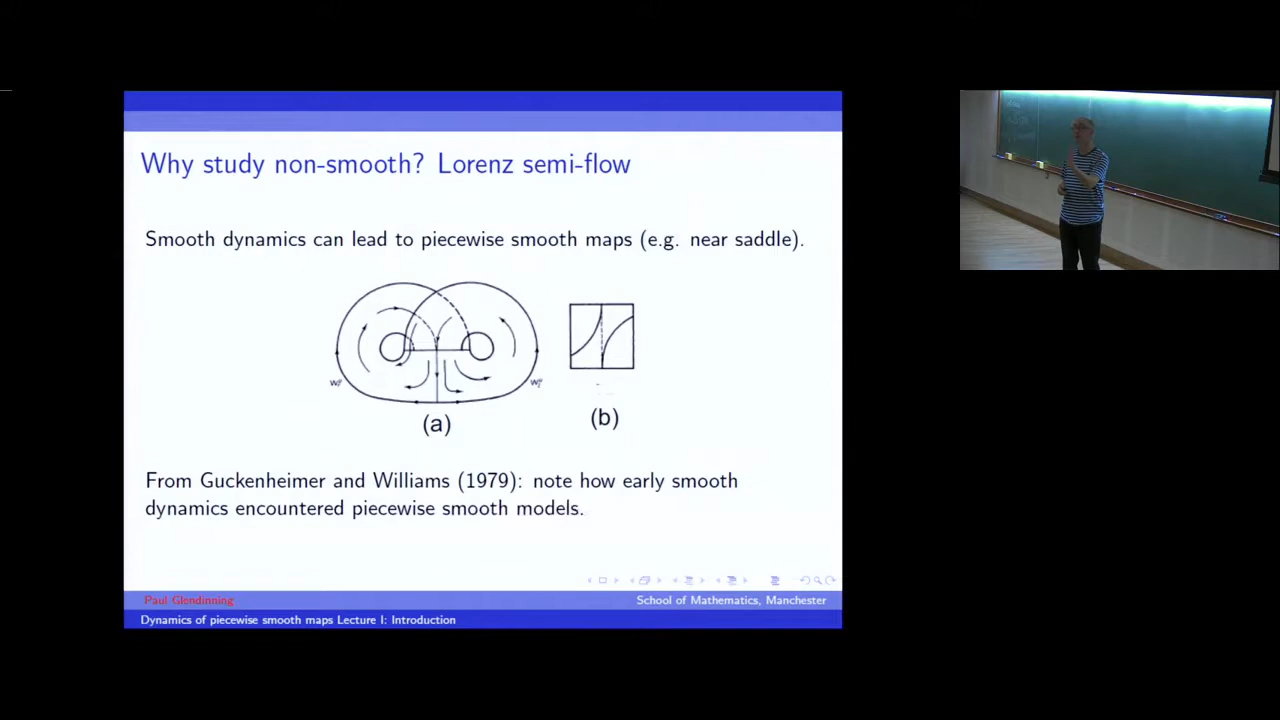 Why study non-smooth? Lorenz semi-flow
Smooth dynamics can lead to piecewise smooth maps (e.g. near saddle).
(a)
(b)
From Guckenheimer and Williams (1979): note how early smooth
dynamics encountered piecewise smooth models.
Paul Glendinning
School of Mathematics, Manchester
Dynamics of piecewise smooth maps Lecture I: Introduction